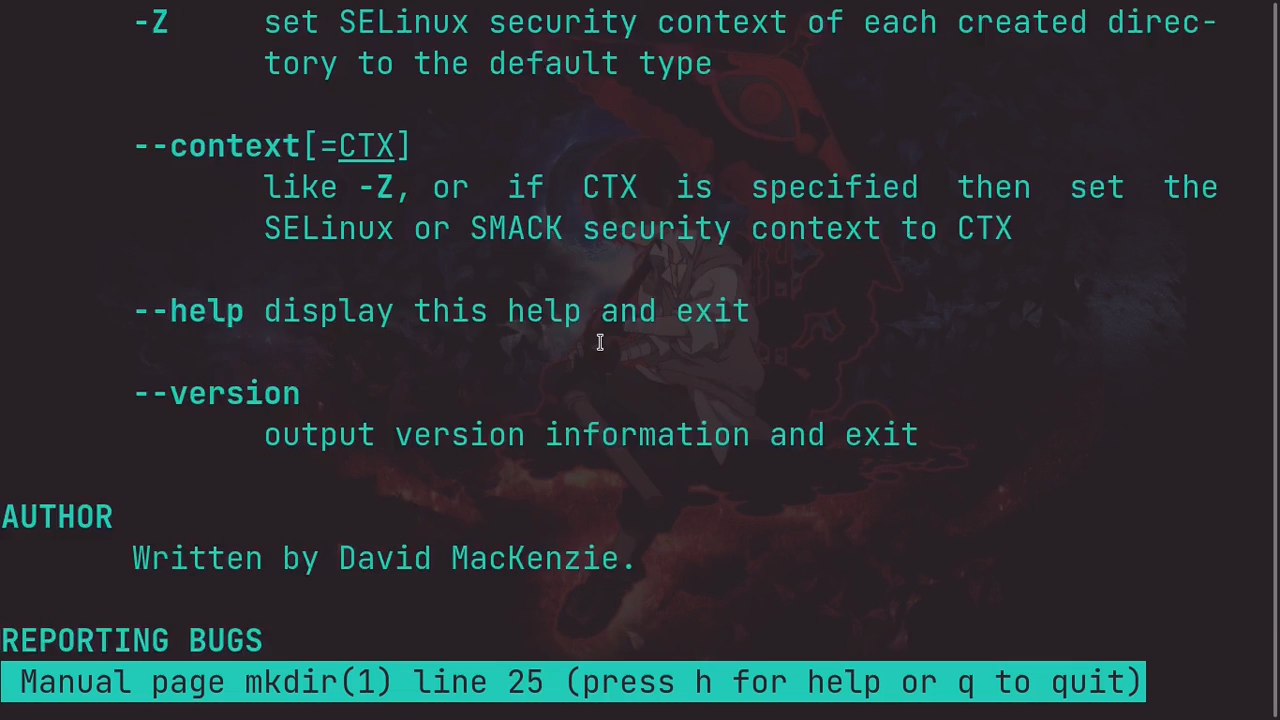 -Z set SELinux security context of each created direc-
tory to the default type
--context[=CTX]
like -Z, or if CTX is specified then set the
SELinux or SMACK security context to CTX
--help display this help and exit
--version
output version information and exit
AUTHOR
Written by David MacKenzie.
REPORTING BUGS
Manual page mkdir(1) line 25 (press h for help or q to quit)